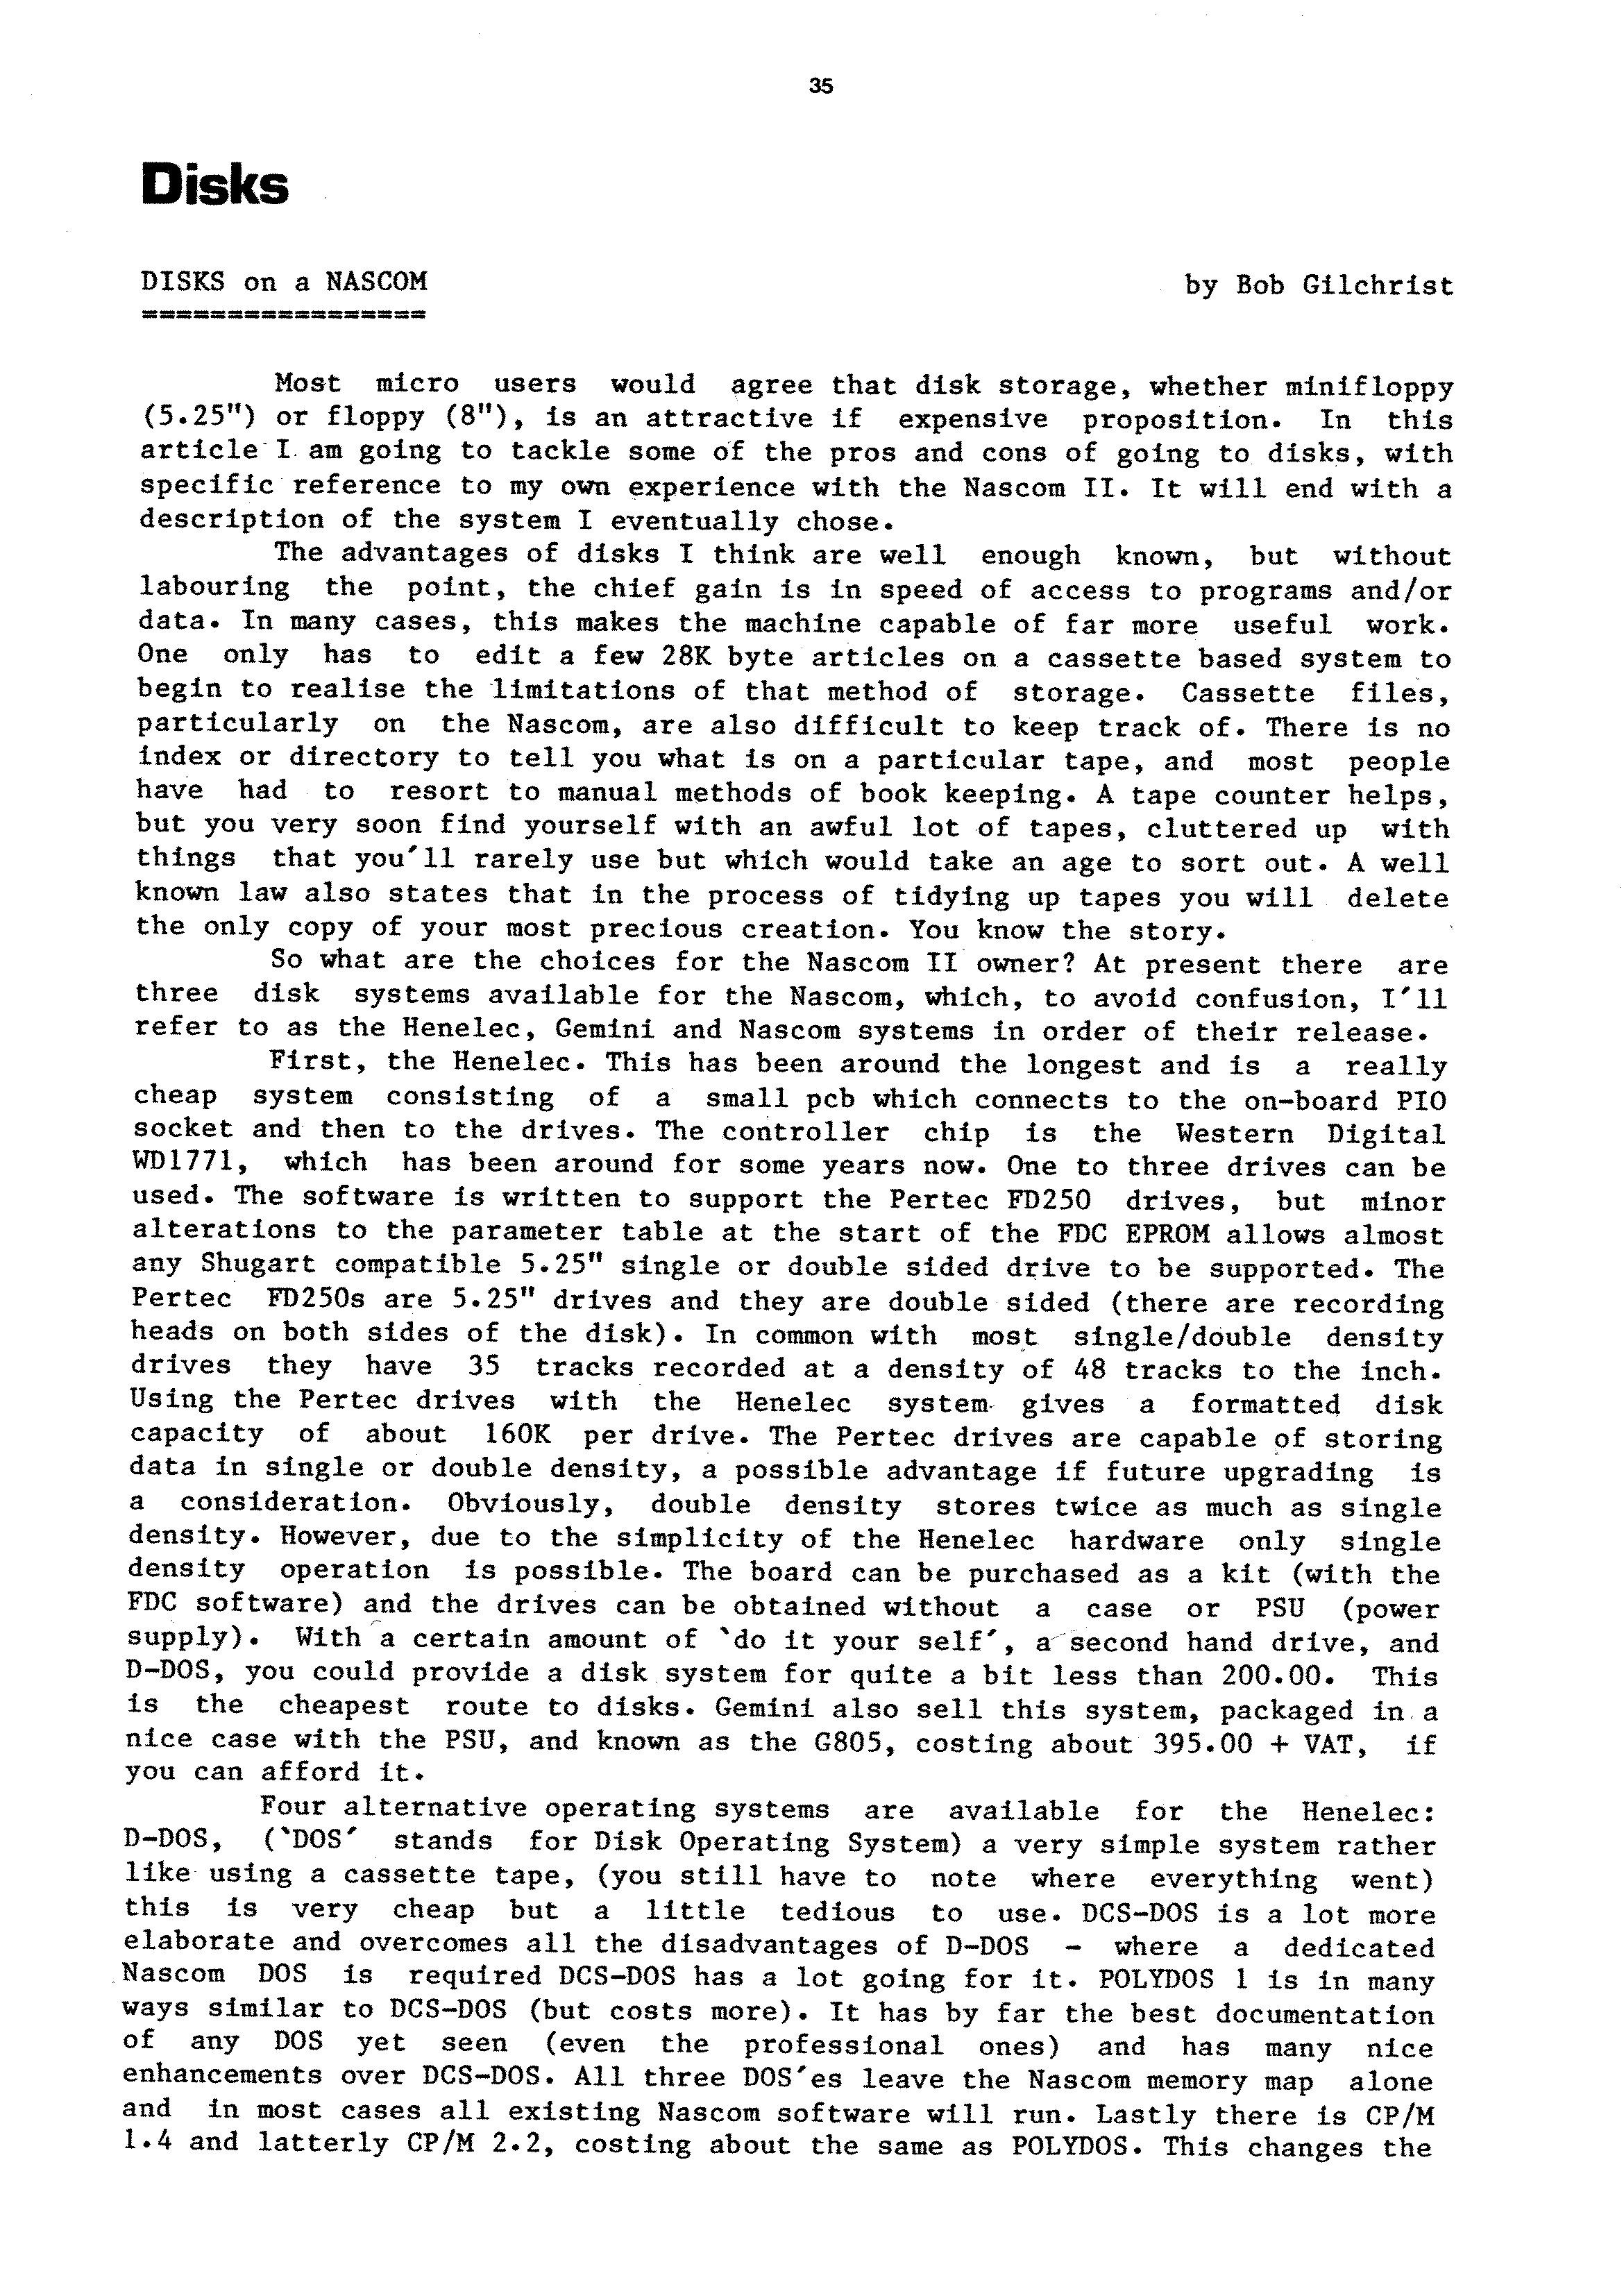 35
Disks
DISKS on a NASCOM by Bob Gilchrist
=================
Most micro users would agree that disk storage, whether minifloppy
(5.25") or floppy (8"), is an attractive if expensive proposition. In this
article I am going to tackle some of the pros and cons of going to disks, with
specific reference to my own experience with the Nascom II. It will end with a
description of the system I eventually chose.
The advantages of disks I think are well enough known, but without
labouring the point, the chief gain is in speed of access to programs and/or
data. In many cases, this makes the machine capable of far more useful work.
One only has to edit a few 28K byte articles on a cassette based system to
begin to realise the limitations of that method of storage. Cassette files,
particularly on the Nascom, are also difficult to keep track of. There is no
index or directory to tell you what is on a particular tape, and most people
have had to resort to manual methods of book keeping. A tape counter helps,
but you very soon find yourself with an awful lot of tapes, cluttered up with
things that you'll rarely use but which would take an age to sort out. A well
known law also states that in the process of tidying up tapes you will delete
the only copy of your most precious creation. You know the story.
So what are the choices for the Nascom II owner? At present there are
three disk systems available for the Nascom, which, to avoid confusion, I'll
refer to as the Henelec, Gemini and Nascom systems in order of their release.
First, the Henelec. This has been around the longest and is a really
cheap system consisting of a small pcb which connects to the on-board PIO
socket and then to the drives. The controller chip is the Western Digital
WD1771, which has been around for some years now. One to three drives can be
used. The software is written to support the Pertec FD250 drives, but minor
alterations to the parameter table at the start of the FDC EPROM allows almost
any Shugart compatible 5.25" single or double sided drive to be supported. The
Pertec FD250s are 5.25" drives and they are double sided (there are recording
heads on both sides of the disk). In common with most single/double density
drives they have 35 tracks recorded at a density of 48 tracks to the inch.
Using the Pertec drives with the Henelec system gives a formatted disk
capacity of about 160K per drive. The Pertec drives are capable of storing
data in single or double density, a possible advantage if future upgrading is
a consideration. Obviously, double density stores twice as much as single
density. However, due to the simplicity of the Henelec hardware only single
density operation is possible. The board can be purchased as a kit (with the
FDC software) and the drives can be obtained without a case or PSU (power
supply). With a certain amount of `do it your self', a second hand drive, and
D-DOS, you could provide a disk system for quite a bit less than 200.00. This
is the cheapest route to disks. Gemini also sell this system, packaged in a
nice case with the PSU, and known as the G805, costing about 395.00 + VAT, if
you can afford it.
Four alternative operating systems are available for the Henelec:
D-DOS, (`DOS' stands for Disk Operating System) a very simple system rather
like using a cassette tape, (you still have to note where everything went)
this is very cheap but a little tedious to use. DCS-DOS is a lot more
elaborate and overcomes all the disadvantages of D-DOS - where a dedicated
Nascom DOS is required DCS-DOS has a lot going for it. POLYDOS 1 is in many
ways similar to DCS-DOS (but costs more). It has by far the best documentation
of any DOS yet seen (even the professional ones) and has many nice
enhancements over DCS-DOS. All three DOS'es leave the Nascom memory map alone
and in most cases all existing Nascom software will run. Lastly there is CP/M
1.4 and latterly CP/M 2.2, costing about the same as POLYDOS. This changes the